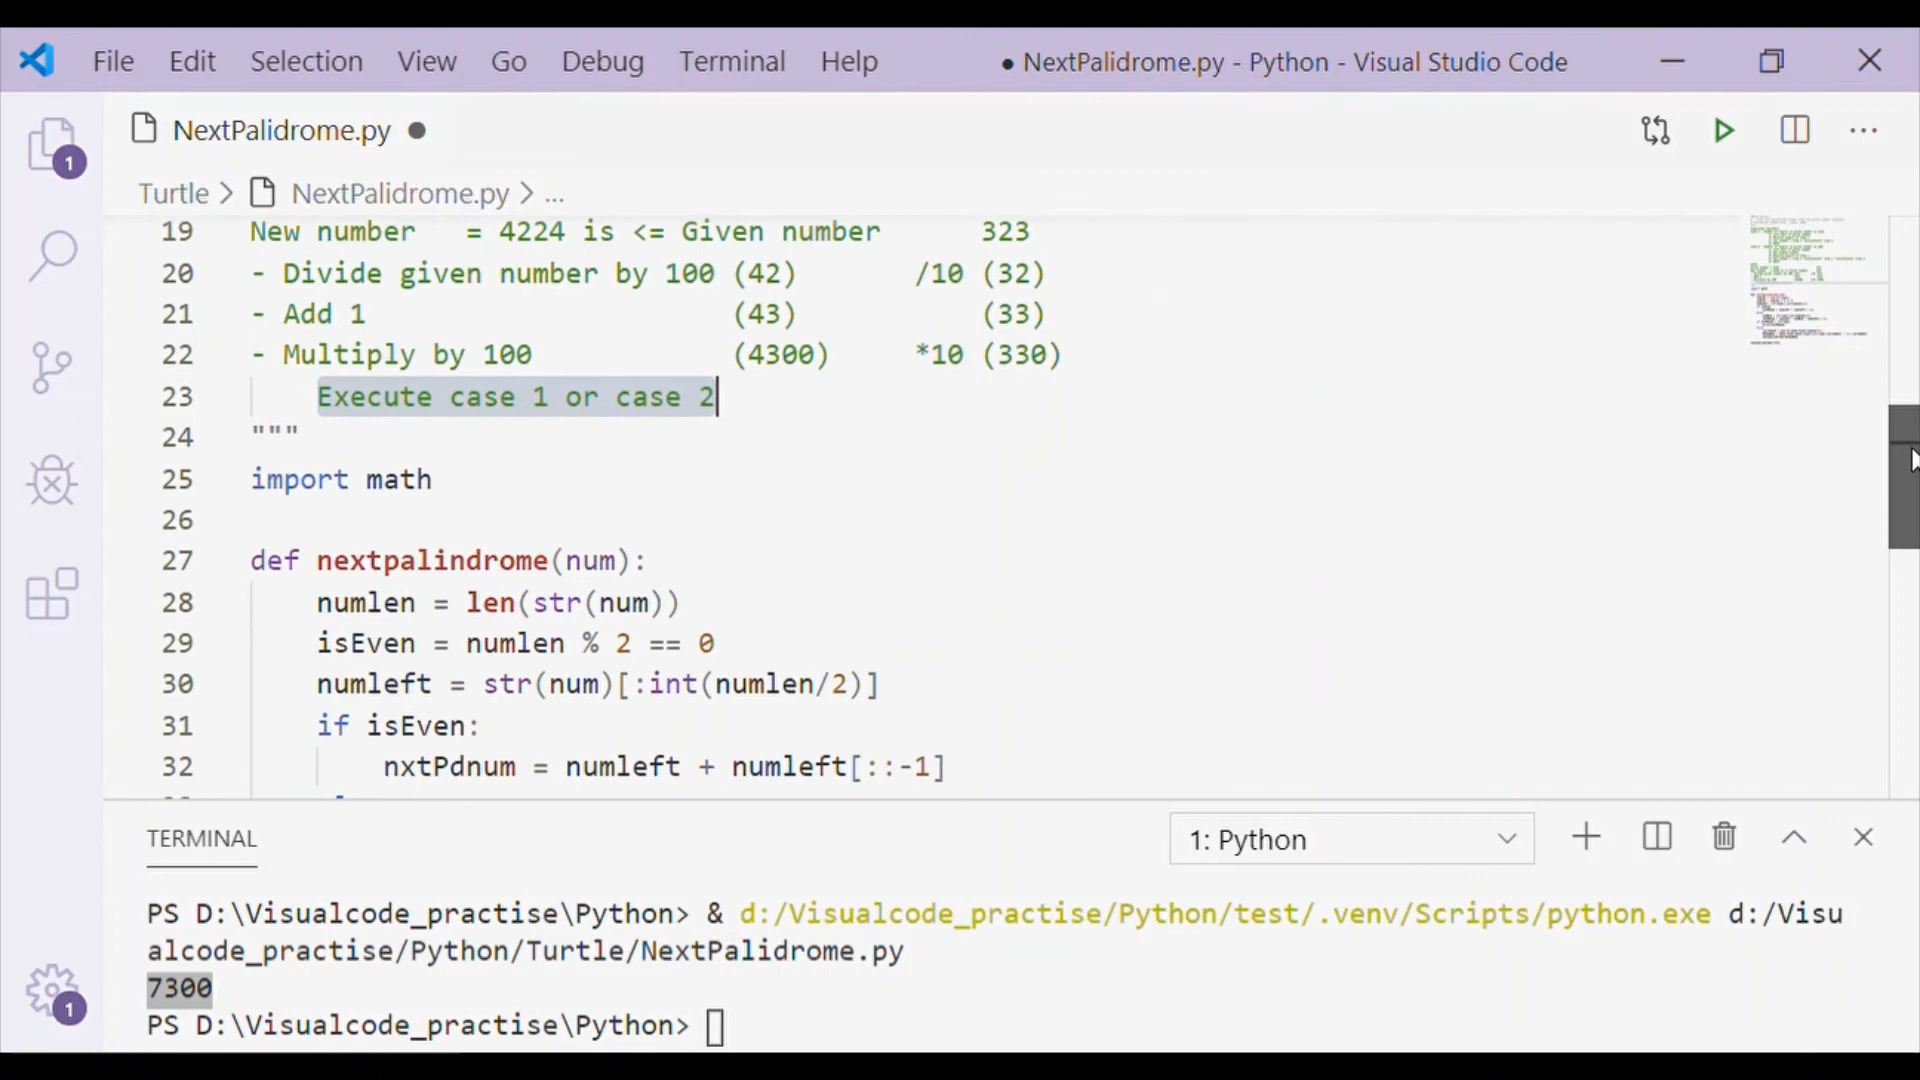 File Edit Selection View Go Debug Terminal Help ● NextPalidrome.py - Python - Visual Studio Code
1
NextPalidrome.py ●
Turtle > NextPalidrome.py > ...
19 New number = 4224 is <= Given number 323
20 - Divide given number by 100 (42) /10 (32)
21 - Add 1 (43) (33)
22 - Multiply by 100 (4300) *10 (330)
23 Execute case 1 or case 2
24 """
25 import math
26
27 def nextpalindrome(num):
28 numlen = len(str(num))
29 isEven = numlen % 2 == 0
30 numleft = str(num)[:int(numlen/2)]
31 if isEven:
32 nxtPdnum = numleft + numleft[::-1]
TERMINAL 1: Python
PS D:\Visualcode_practise\Python> & d:/Visualcode_practise/Python/test/.venv/Scripts/python.exe d:/Visu
alcode_practise/Python/Turtle/NextPalidrome.py
7300
1
PS D:\Visualcode_practise\Python>